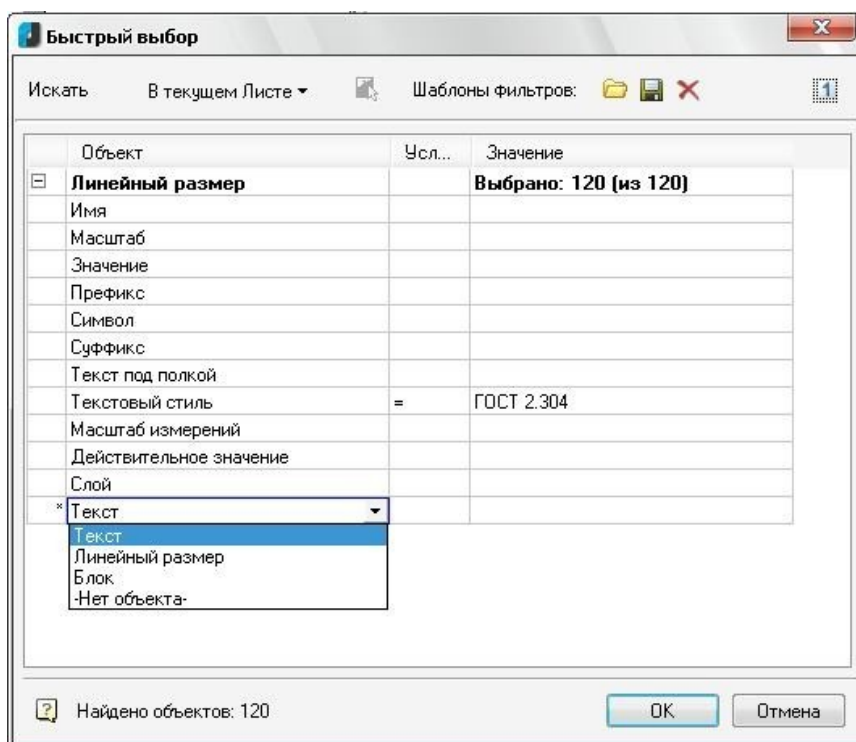 Быстрый выбор
Искать В текущем Листе Шаблоны фильтров: 1
Объект Усл... Значение
Линейный размер Выбрано: 120 (из 120)
Имя
Масштаб
Значение
Префикс
Символ
Суффикс
Текст под полкой
Текстовый стиль = ГОСТ 2.304
Масштаб измерений
Действительное значение
Слой
* Текст
Текст
Линейный размер
Блок
-Нет объекта-
? Найдено объектов: 120 OK Отмена